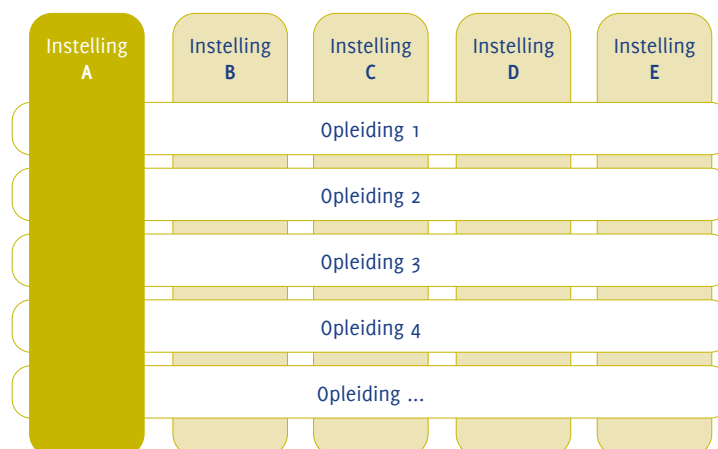 Instelling
A
Instelling
B
Instelling
C
Instelling
D
Instelling
E
Opleiding 1
Opleiding 2
Opleiding 3
Opleiding 4
Opleiding ...